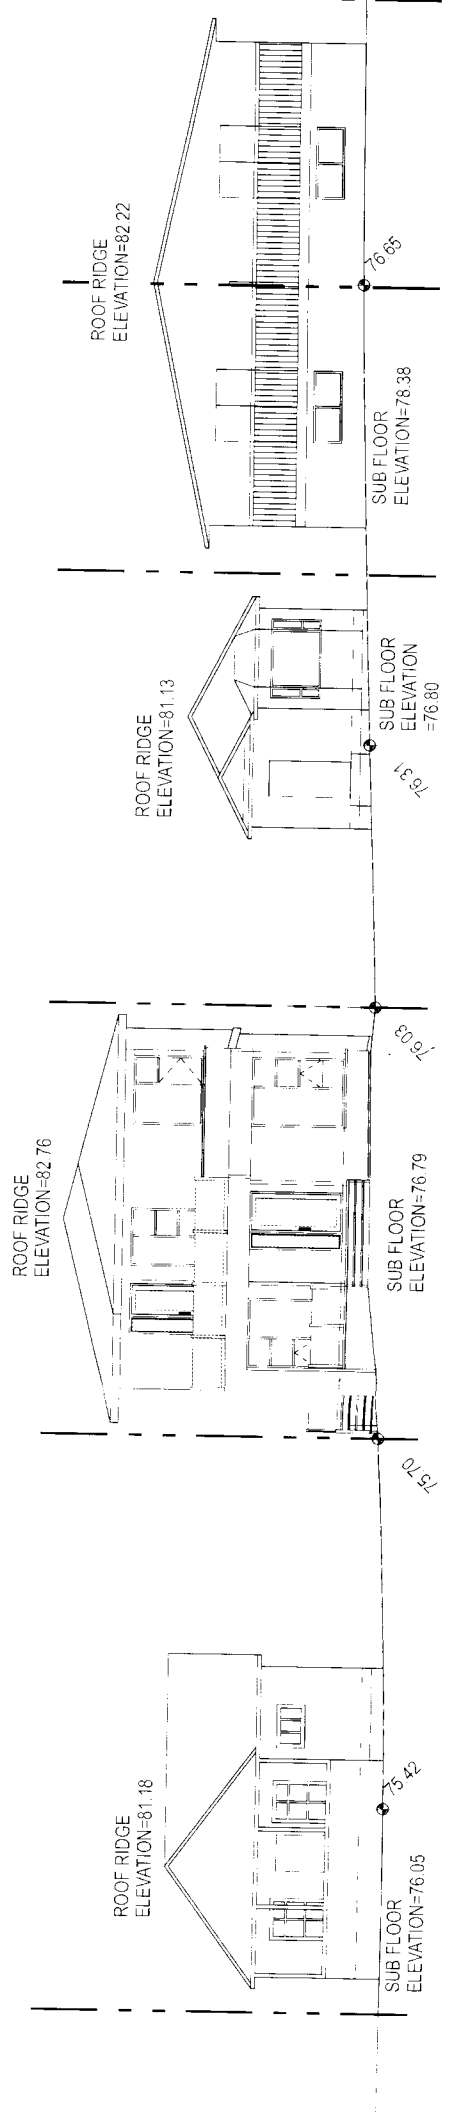 ROOF RIDGE
ELEVATION=81.18
SUB FLOOR
ELEVATION=76.05
75.42
ROOF RIDGE
ELEVATION=82.76
75.70
SUB FLOOR
ELEVATION=76.79
76.03
ROOF RIDGE
ELEVATION=81.13
76.31
SUB FLOOR
ELEVATION
=76.80
ROOF RIDGE
ELEVATION=82.22
SUB FLOOR
ELEVATION=78.38
76.65